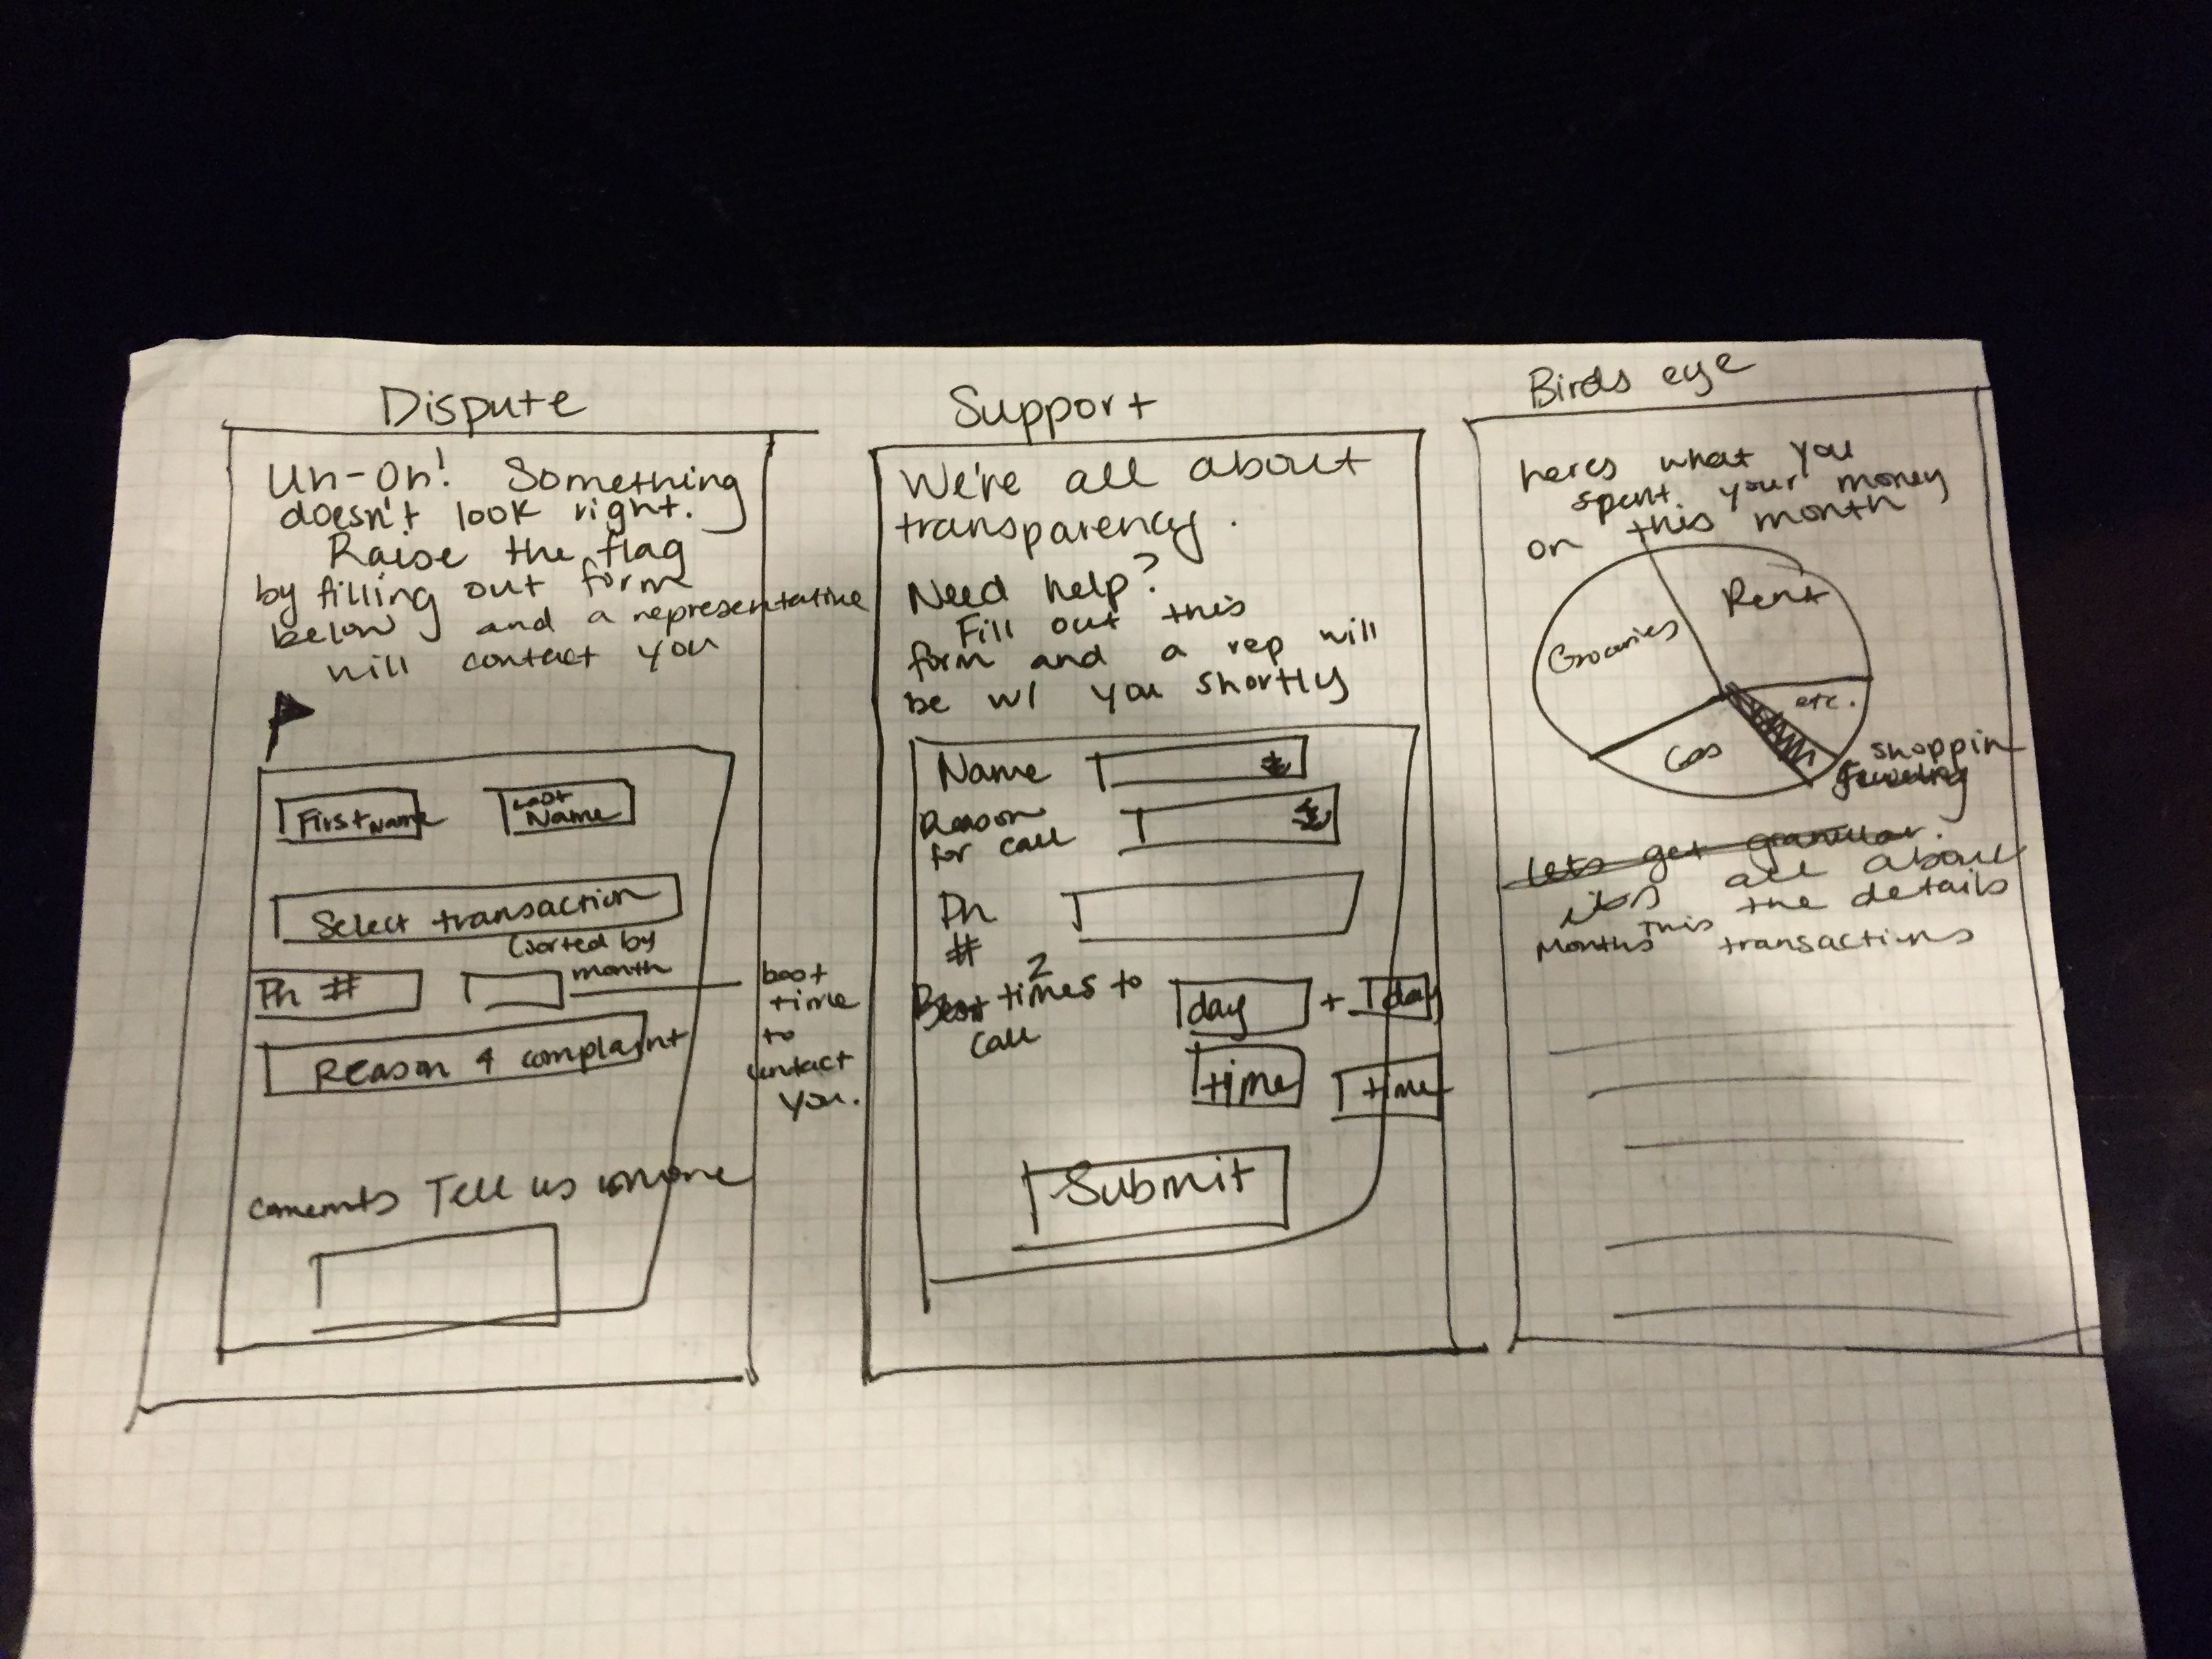 Dispute
Uh-Oh! Something
doesn't look right.
Raise the flag
by filling out form
below and a representative
will contact you
First Name
Last
Name
Select transaction
(sorted by
month
Ph #
best
time
to
contact
you.
Reason 4 complaint
comemnts Tell us more
Support
We're all about
transparency.
Need help?
Fill out this
form and a rep will
be w/ you shortly
Name
Reason
for call
Ph
#
Best 2 times to
call
day + day
time time
Submit
Birds eye
heres what you
spent your money
on this month
Groceries
Rent
etc.
Gas
shoppin
lets get granular.
its all about
the details
this
months transactions